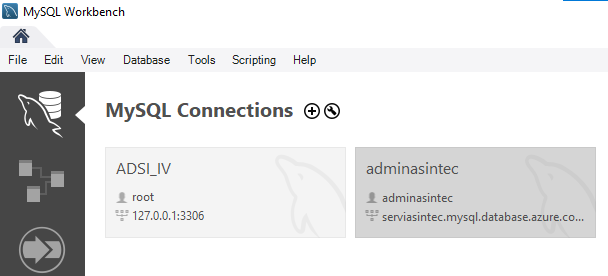 MySQL Workbench
File Edit View Database Tools Scripting Help
MySQL Connections
ADSI_IV
root
127.0.0.1:3306
adminasintec
adminasintec
serviasintec.mysql.database.azure.co...